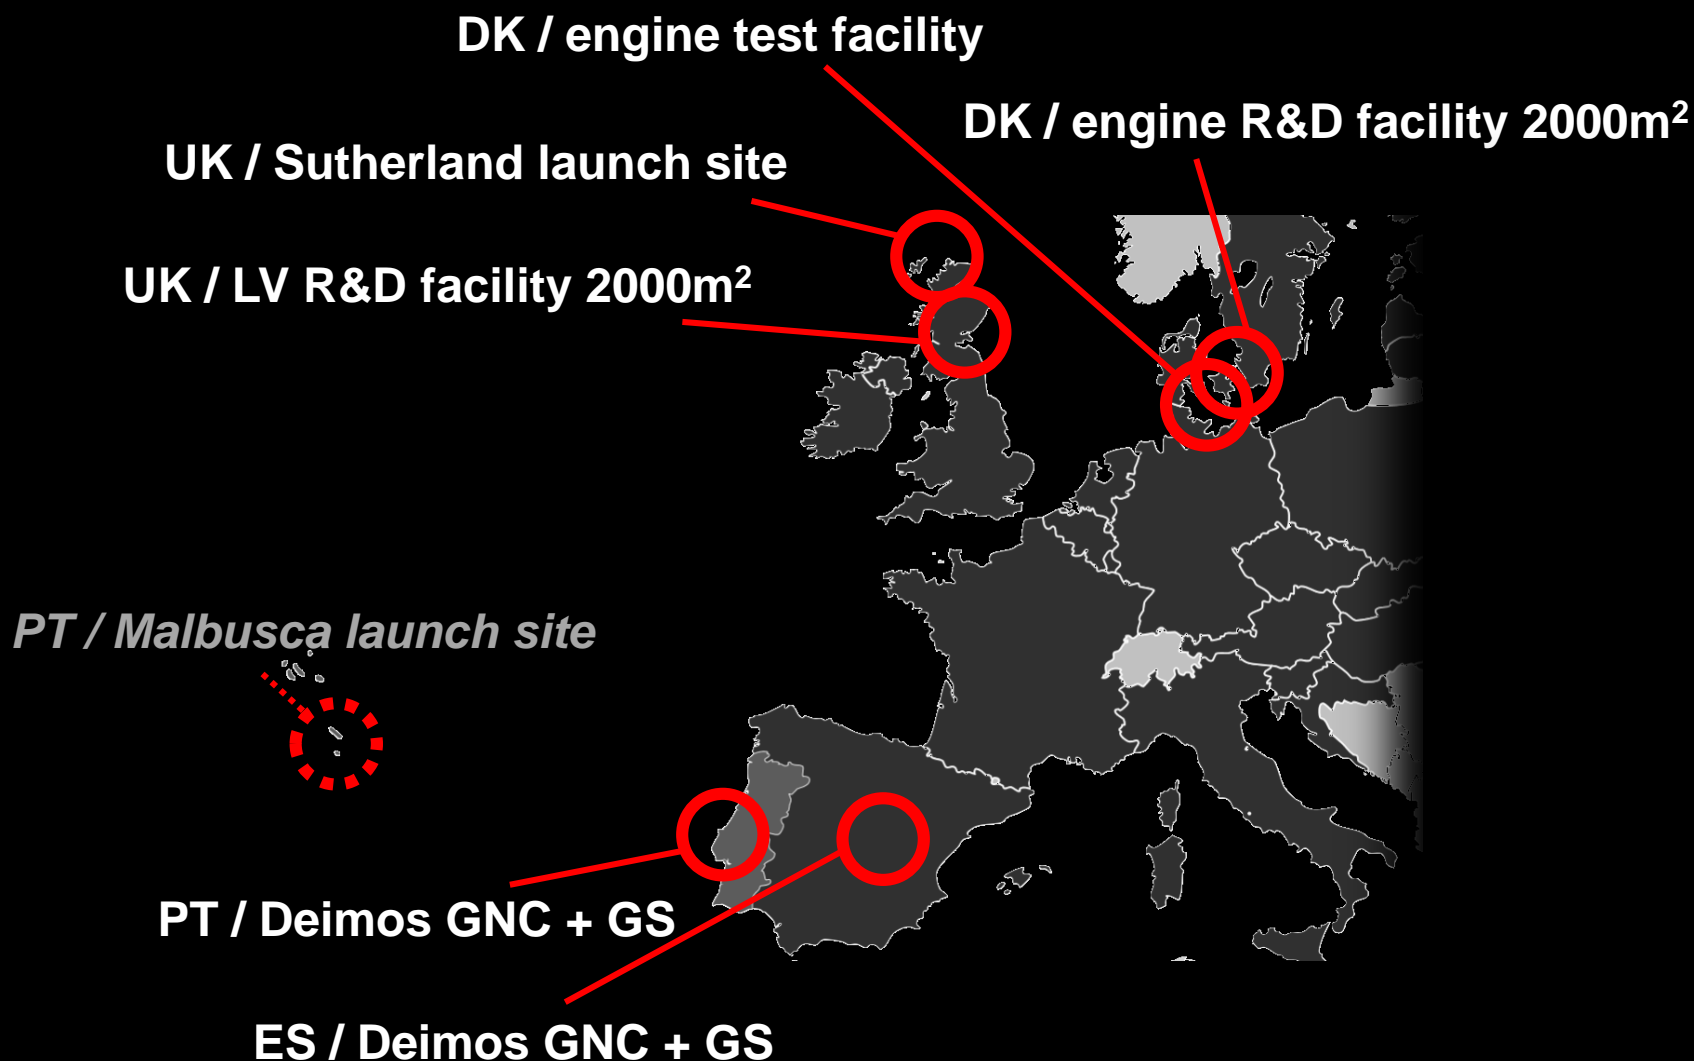 DK / engine test facility
DK / engine R&D facility 2000m²
UK / Sutherland launch site
UK / LV R&D facility 2000m²
PT / Malbusca launch site
PT / Deimos GNC + GS
ES / Deimos GNC + GS